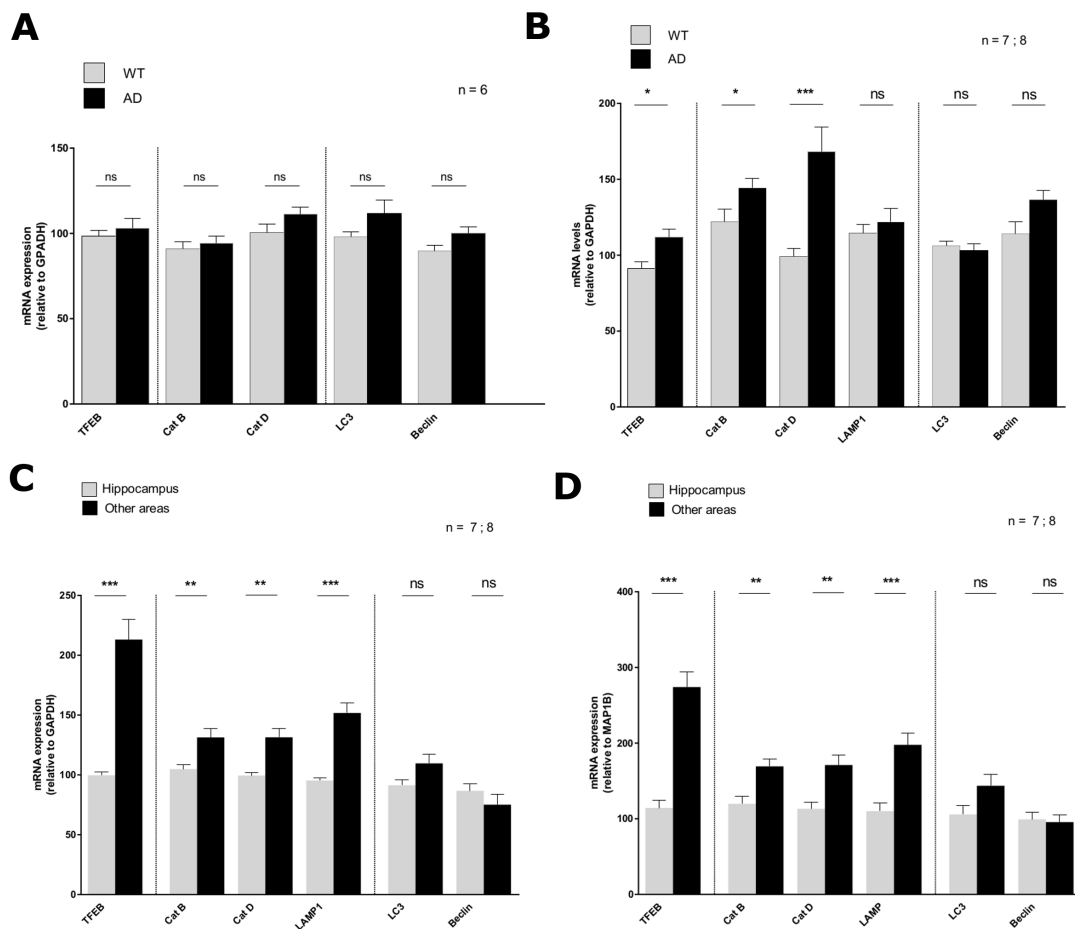 A
WT
AD
n = 6
150
100
50
0
mRNA expression
(relative to GPADH)
ns
ns
ns
ns
ns
TFEB
Cat B
Cat D
LC3
Beclin
B
WT
AD
n = 7 ; 8
200
150
100
50
0
mRNA levels
(relative to GAPDH)
*
*
***
ns
ns
ns
TFEB
Cat B
Cat D
LAMP1
LC3
Beclin
C
Hippocampus
Other areas
n = 7 ; 8
250
200
150
100
50
0
mRNA expression
(relative to GAPDH)
***
**
**
***
ns
ns
TFEB
Cat B
Cat D
LAMP1
LC3
Beclin
D
Hippocampus
Other areas
n = 7 ; 8
400
300
200
100
0
mRNA expression
(relative to MAP1B)
***
**
**
***
ns
ns
TFEB
Cat B
Cat D
LAMP
LC3
Beclin